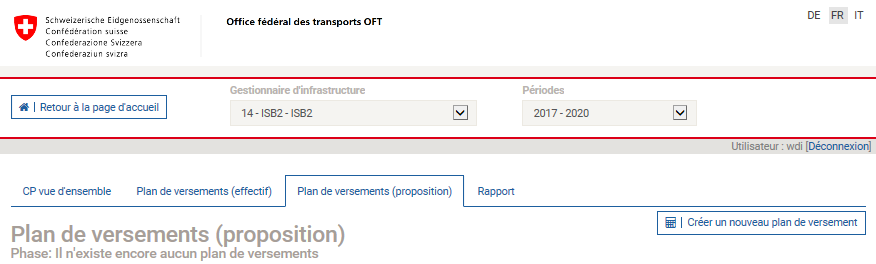 Schweizerische Eidgenossenschaft
Confédération suisse
Confederazione Svizzera
Confederaziun svizra
Office fédéral des transports OFT
DE FR IT
Retour à la page d'accueil
Gestionnaire d'infrastructure
14 - ISB2 - ISB2
Périodes
2017 - 2020
Utilisateur : wdi [Déconnexion]
CP vue d'ensemble
Plan de versements (effectif)
Plan de versements (proposition)
Rapport
Créer un nouveau plan de versement
Plan de versements (proposition)
Phase: Il n'existe encore aucun plan de versements